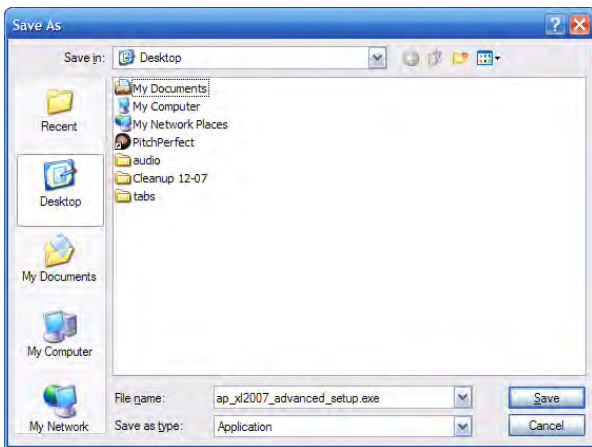 Save As
Save in: Desktop
My Documents
My Computer
My Network Places
PitchPerfect
audio
Cleanup 12-07
tabs
Recent
Desktop
My Documents
My Computer
My Network
File name: ap_xl2007_advanced_setup.exe Save
Save as type: Application Cancel